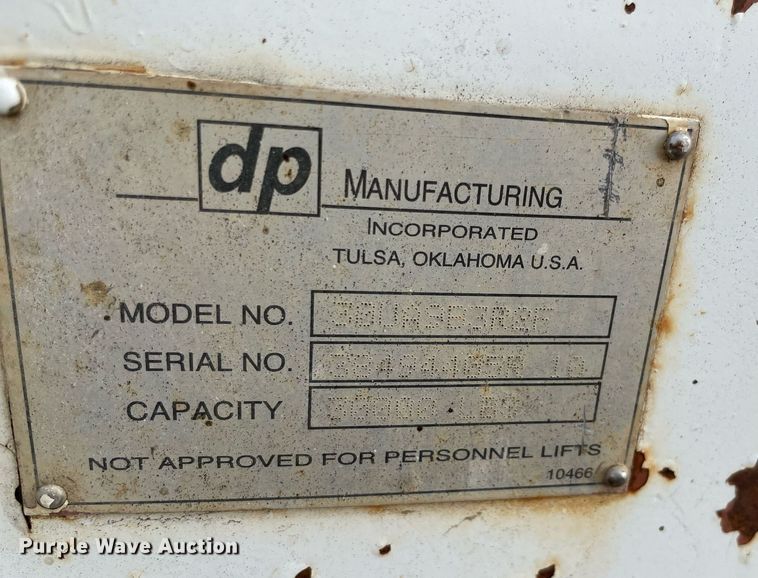 dp MANUFACTURING
INCORPORATED
TULSA, OKLAHOMA U.S.A.
MODEL NO.
SERIAL NO.
CAPACITY
NOT APPROVED FOR PERSONNEL LIFTS
10466
Purple Wave Auction